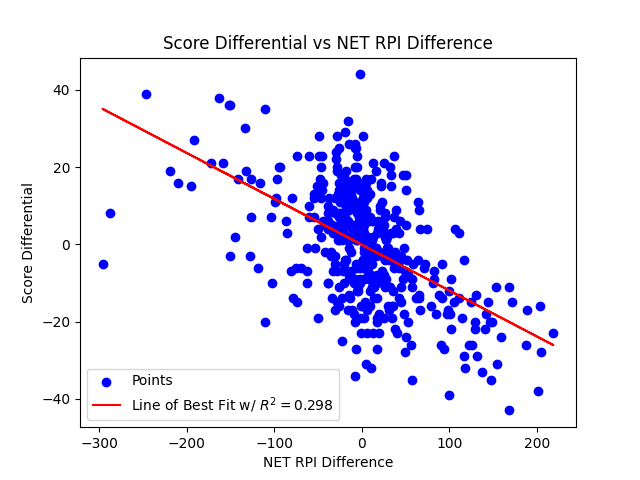 Score Differential vs NET RPI Difference
Score Differential
40
20
0
−20
−40
Points
Line of Best Fit w/ R² = 0.298
−300
−200
−100
0
100
200
NET RPI Difference